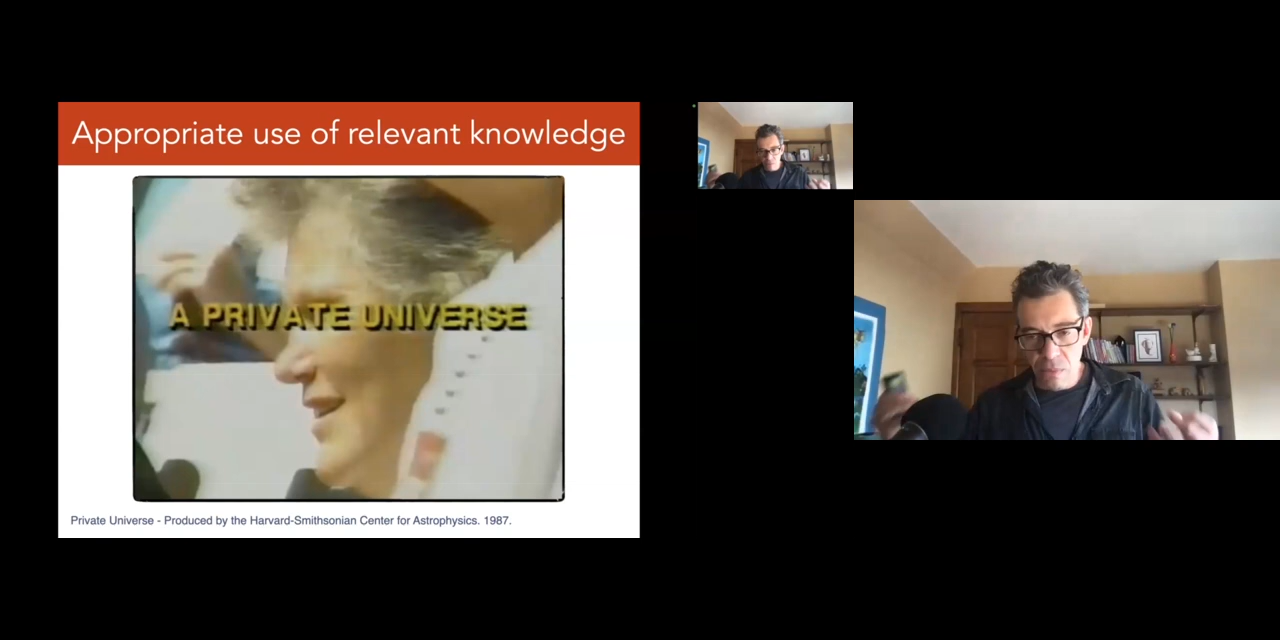 Appropriate use of relevant knowledge
A PRIVATE UNIVERSE
Private Universe - Produced by the Harvard-Smithsonian Center for Astrophysics. 1987.